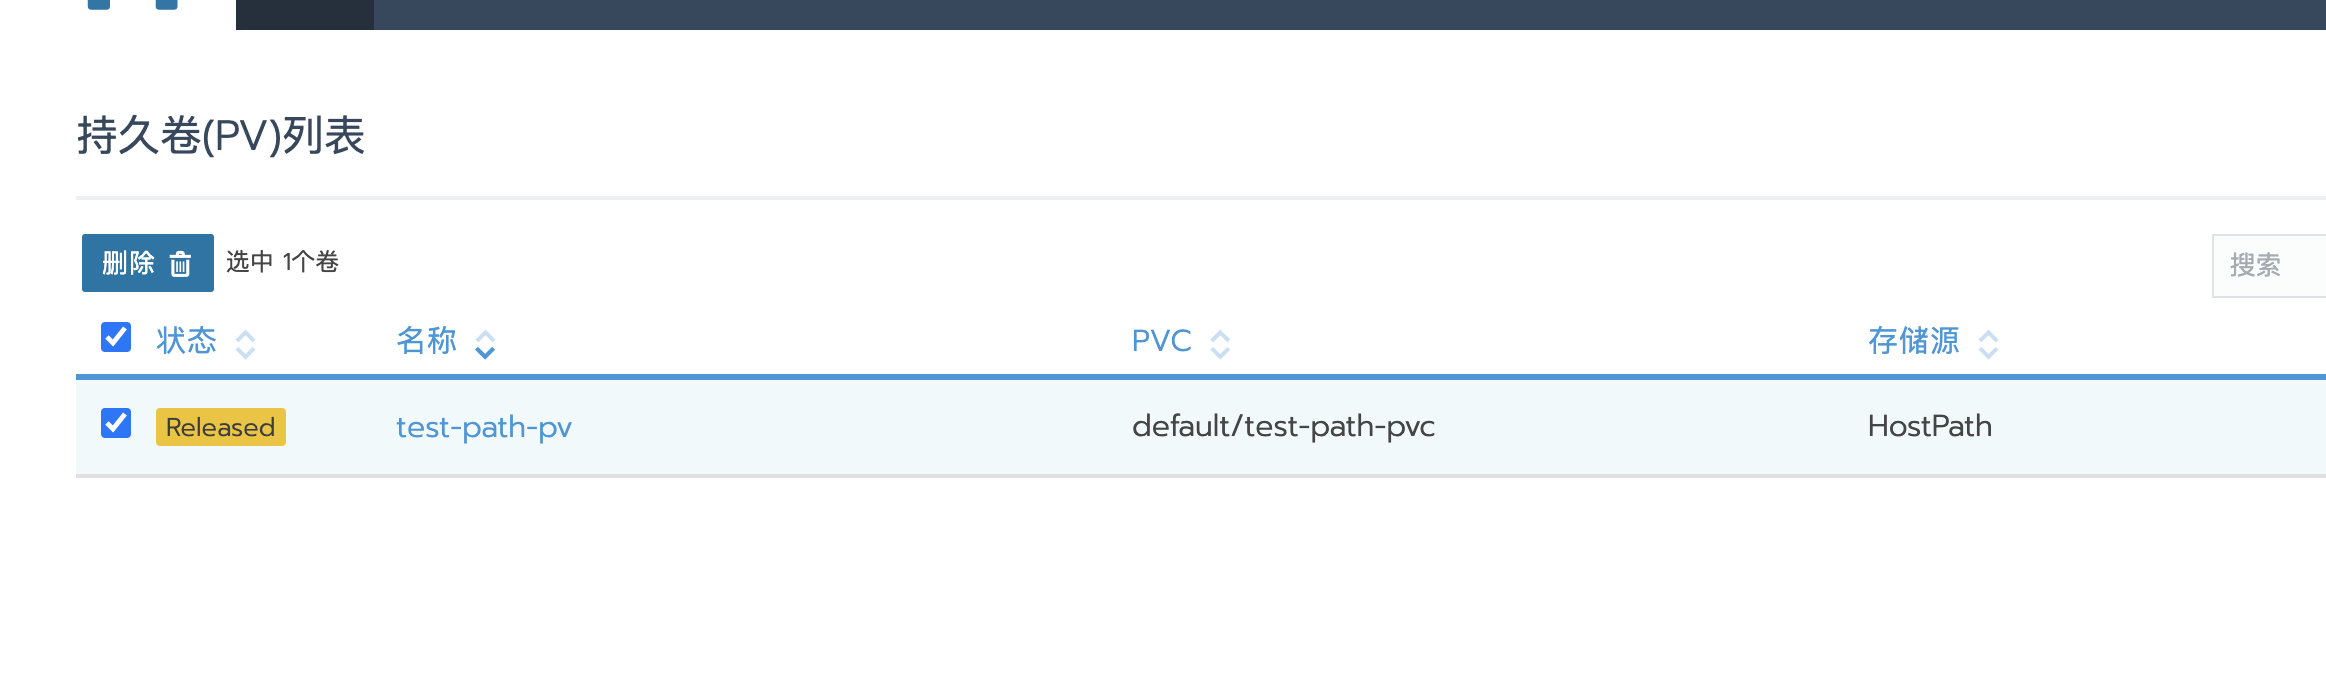 持久卷(PV)列表
删除 选中 1个卷 搜索
状态 名称 PVC 存储源
Released test-path-pv default/test-path-pvc HostPath